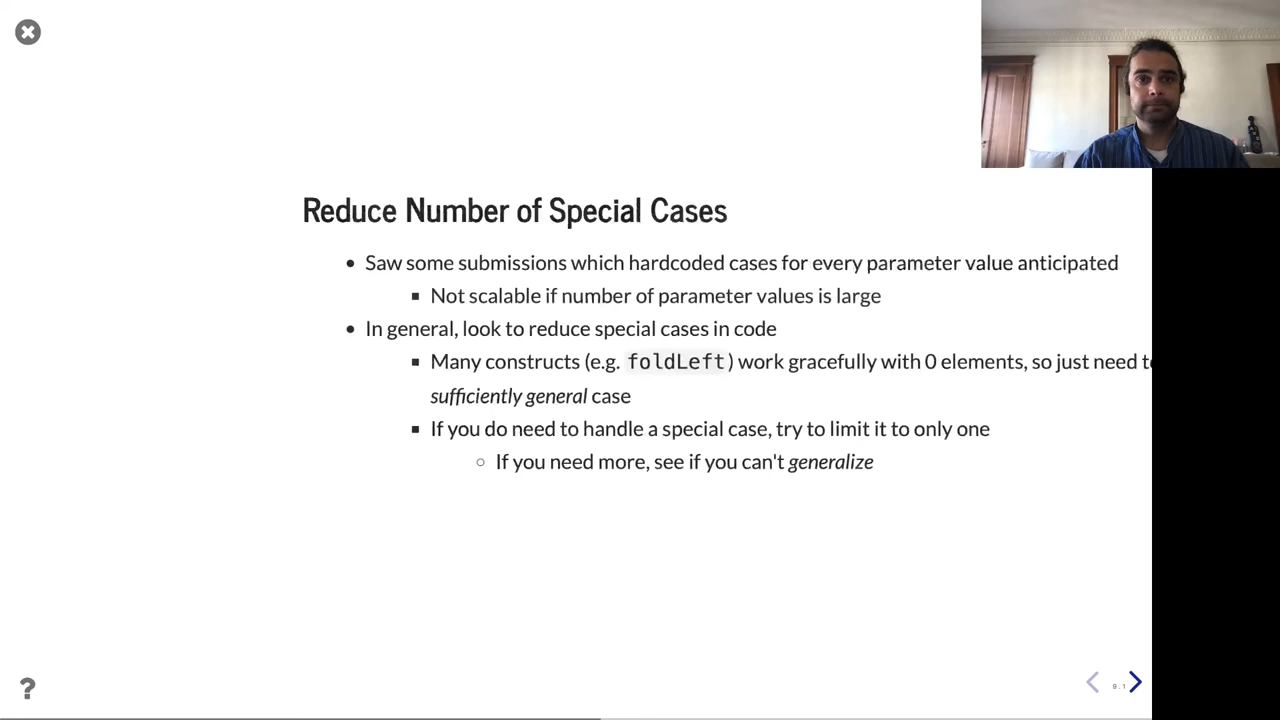 Reduce Number of Special Cases
• Saw some submissions which hardcoded cases for every parameter value anticipated
▪ Not scalable if number of parameter values is large
• In general, look to reduce special cases in code
▪ Many constructs (e.g. foldLeft) work gracefully with 0 elements, so just need
sufficiently general case
▪ If you do need to handle a special case, try to limit it to only one
○ If you need more, see if you can't generalize
?
9.1